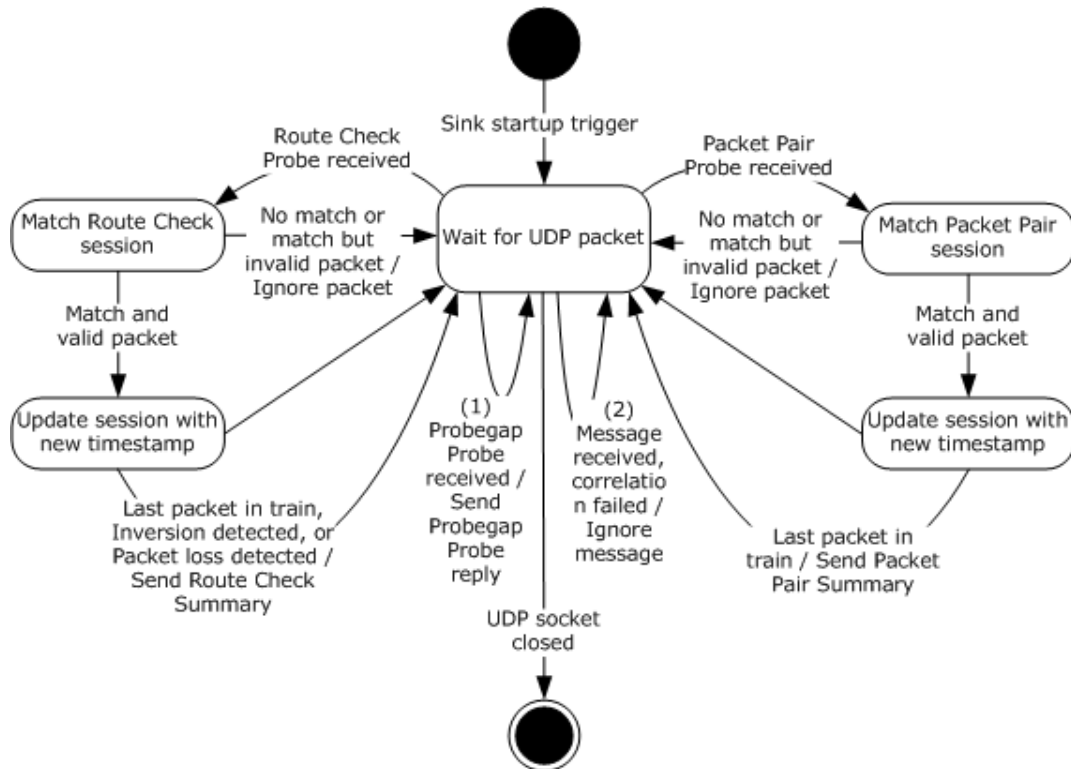 Sink startup trigger
Route Check
Probe received
Packet Pair
Probe received
Match Route Check
session
No match or
match but
invalid packet /
Ignore packet
Wait for UDP packet
No match or
match but
invalid packet /
Ignore packet
Match Packet Pair
session
Match and
valid packet
Match and
valid packet
Update session with
new timestamp
(1)
Probegap
Probe
received /
Send
Probegap
Probe
reply
(2)
Message
received,
correlatio
n failed /
Ignore
message
Update session with
new timestamp
Last packet in train,
Inversion detected, or
Packet loss detected /
Send Route Check
Summary
Last packet in
train / Send Packet
Pair Summary
UDP socket
closed